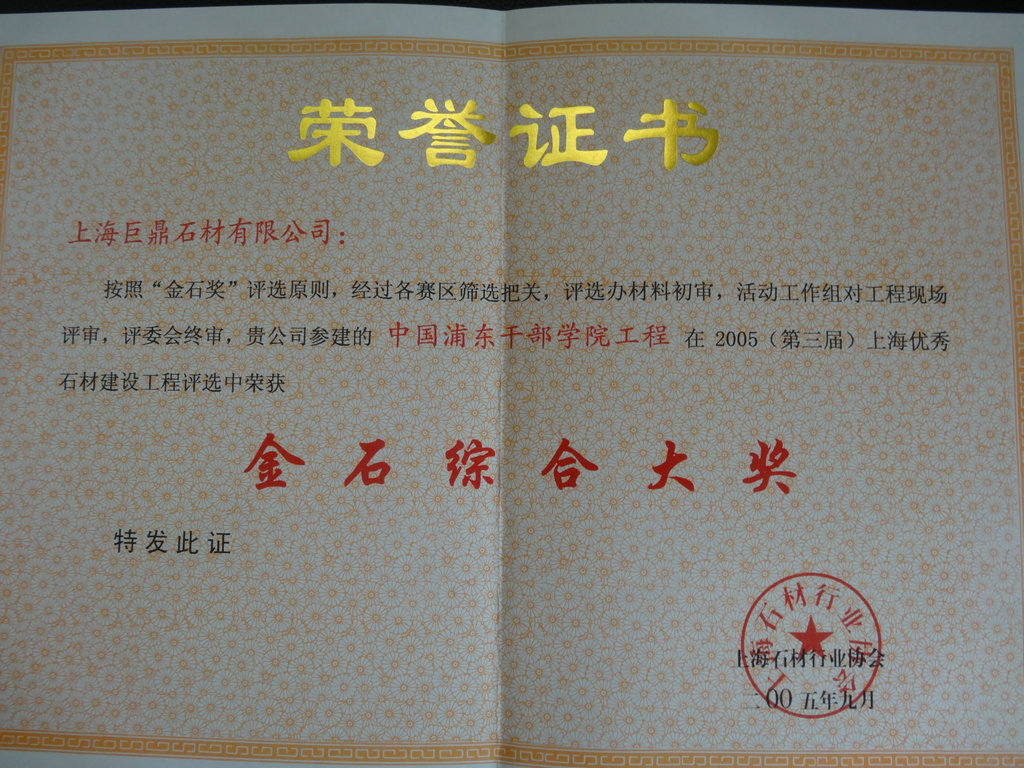 荣誉证书
上海巨鼎石材有限公司：
按照“金石奖”评选原则，经过各赛区筛选把关，评选办材料初审，活动工作组对工程现场
评审，评委会终审，贵公司参建的 中国浦东干部学院工程 在 2005（第三届）上海优秀
石材建设工程评选中荣获
金石综合大奖
特发此证
上海石材行业协会
上海石材行业协会
二00五年九月